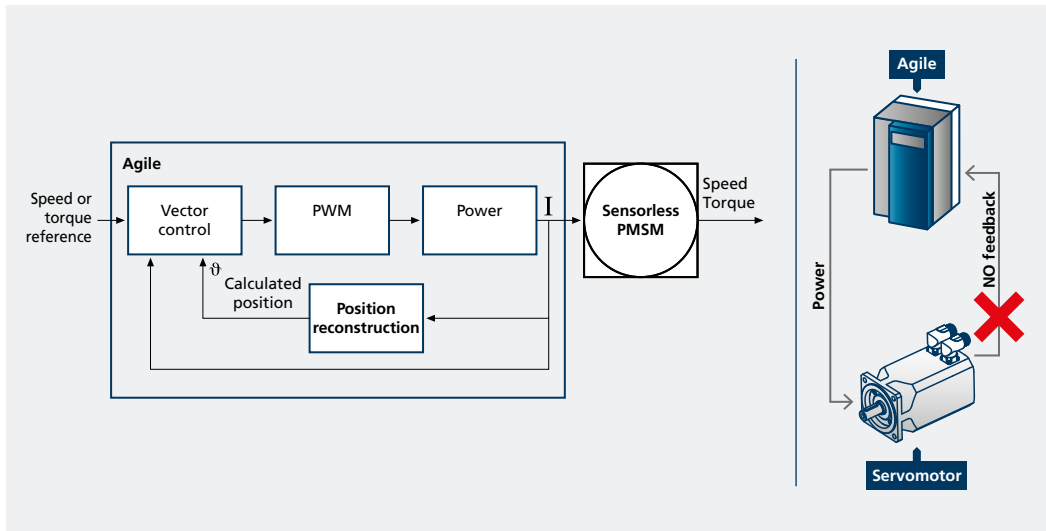 Agile
Speed or
torque
reference
Vector
control
PWM
Power
I
Sensorless
PMSM
Speed
Torque
ϑ
Calculated
position
Position
reconstruction
Agile
Power
NO feedback
Servomotor